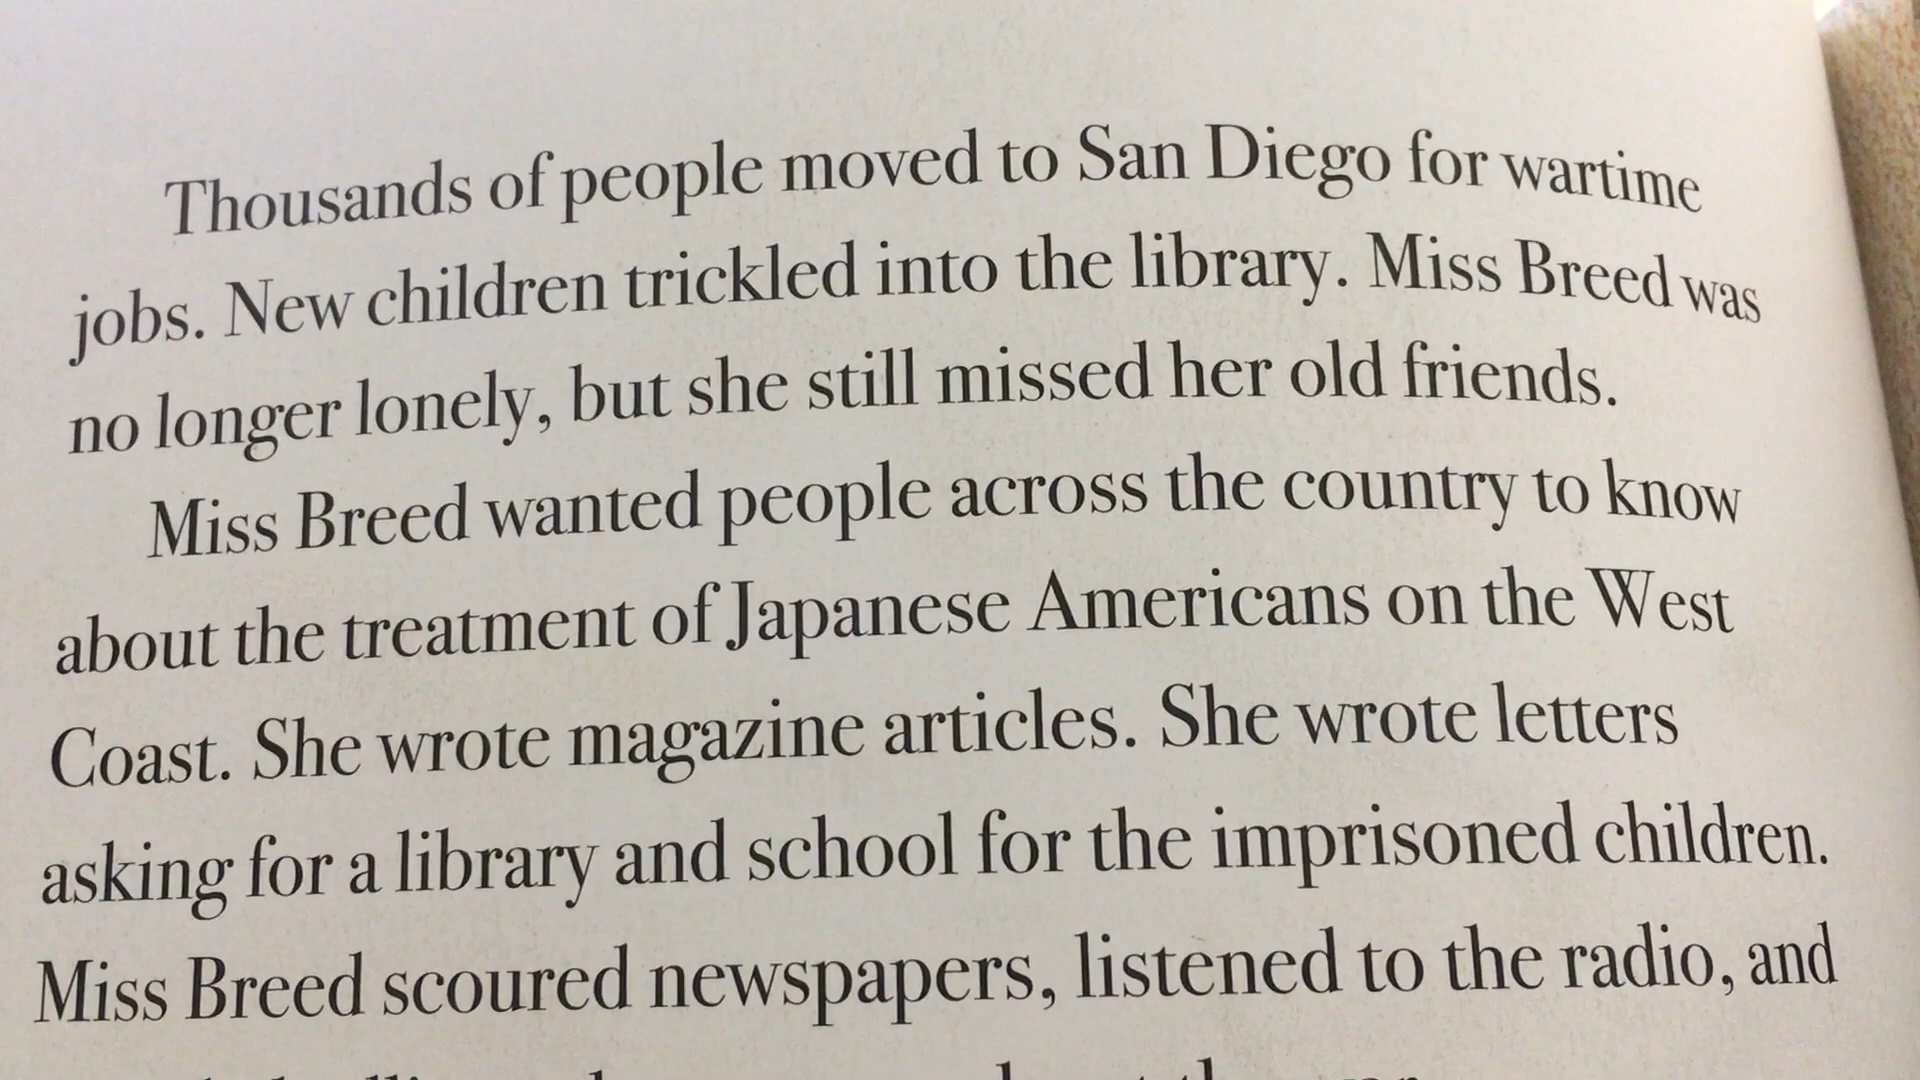 Thousands of people moved to San Diego for wartime
jobs. New children trickled into the library. Miss Breed was
no longer lonely, but she still missed her old friends.
Miss Breed wanted people across the country to know
about the treatment of Japanese Americans on the West
Coast. She wrote magazine articles. She wrote letters
asking for a library and school for the imprisoned children.
Miss Breed scoured newspapers, listened to the radio, and